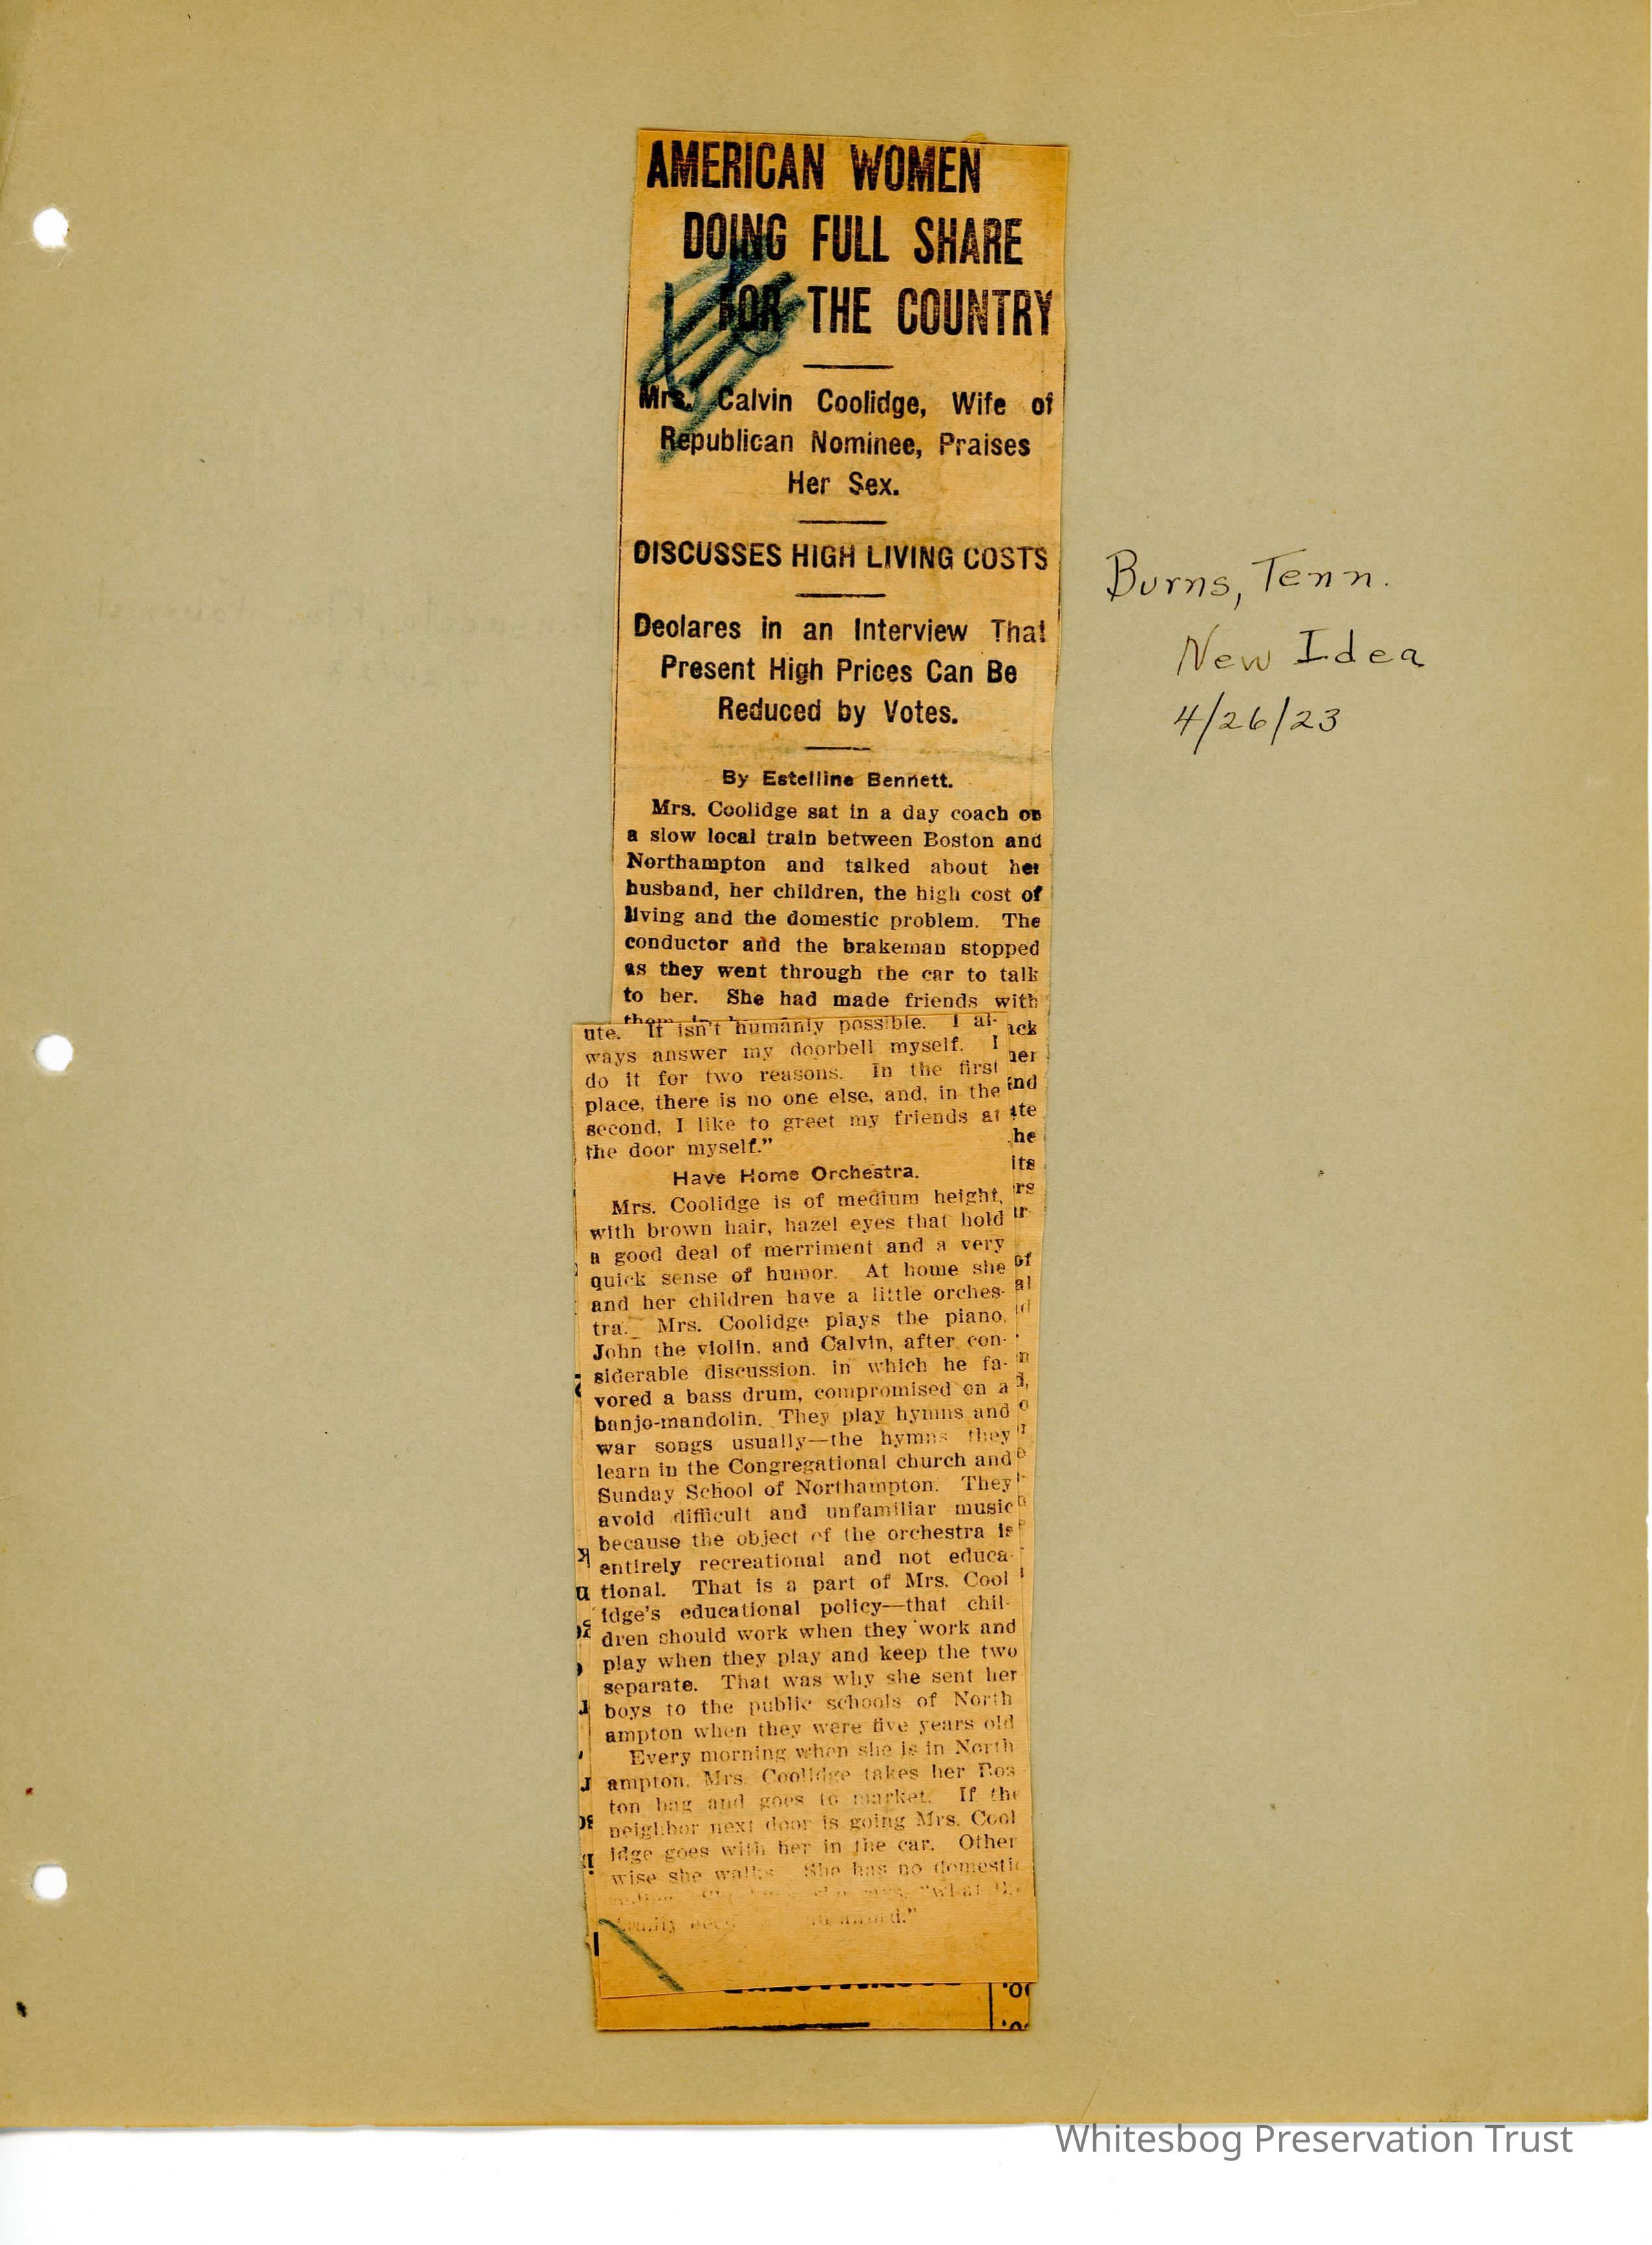 AMERICAN WOMEN
DOING FULL SHARE
FOR THE COUNTRY
Mrs. Calvin Coolidge, Wife of
Republican Nominee, Praises
Her Sex.
DISCUSSES HIGH LIVING COSTS
Declares in an Interview That
Present High Prices Can Be
Reduced by Votes.
By Estelline Bennett.
Mrs. Coolidge sat in a day coach on
a slow local train between Boston and
Northampton and talked about her
husband, her children, the high cost of
living and the domestic problem. The
conductor and the brakeman stopped
as they went through the car to talk
to her. She had made friends with
ute. It isn't humanly possible. I al-
ways answer my doorbell myself. I
do it for two reasons. In the first
place, there is no one else, and, in the
second, I like to greet my friends at
the door myself."
Have Home Orchestra.
Mrs. Coolidge is of medium height,
with brown hair, hazel eyes that hold
a good deal of merriment and a very
quick sense of humor. At home she
and her children have a little orches-
tra. Mrs. Coolidge plays the piano,
John the violin, and Calvin, after con-
siderable discussion, in which he fa-
vored a bass drum, compromised on a
banjo-mandolin. They play hymns and
war songs usually—the hymns they
learn in the Congregational church and
Sunday School of Northampton. They
avoid difficult and unfamiliar music
because the object of the orchestra is
entirely recreational and not educa-
tional. That is a part of Mrs. Cool
idge's educational policy—that chil-
dren should work when they work and
play when they play and keep the two
separate. That was why she sent her
boys to the public schools of North
ampton when they were five years old
Every morning when she is in North
ampton, Mrs. Coolidge takes her Bos
ton bag and goes to market. If the
neighbor next door is going Mrs. Cool
idge goes with her in the car. Other
wise she walks. She has no domestic
Burns, Tenn.
New Idea
4/26/23
Whitesbog Preservation Trust